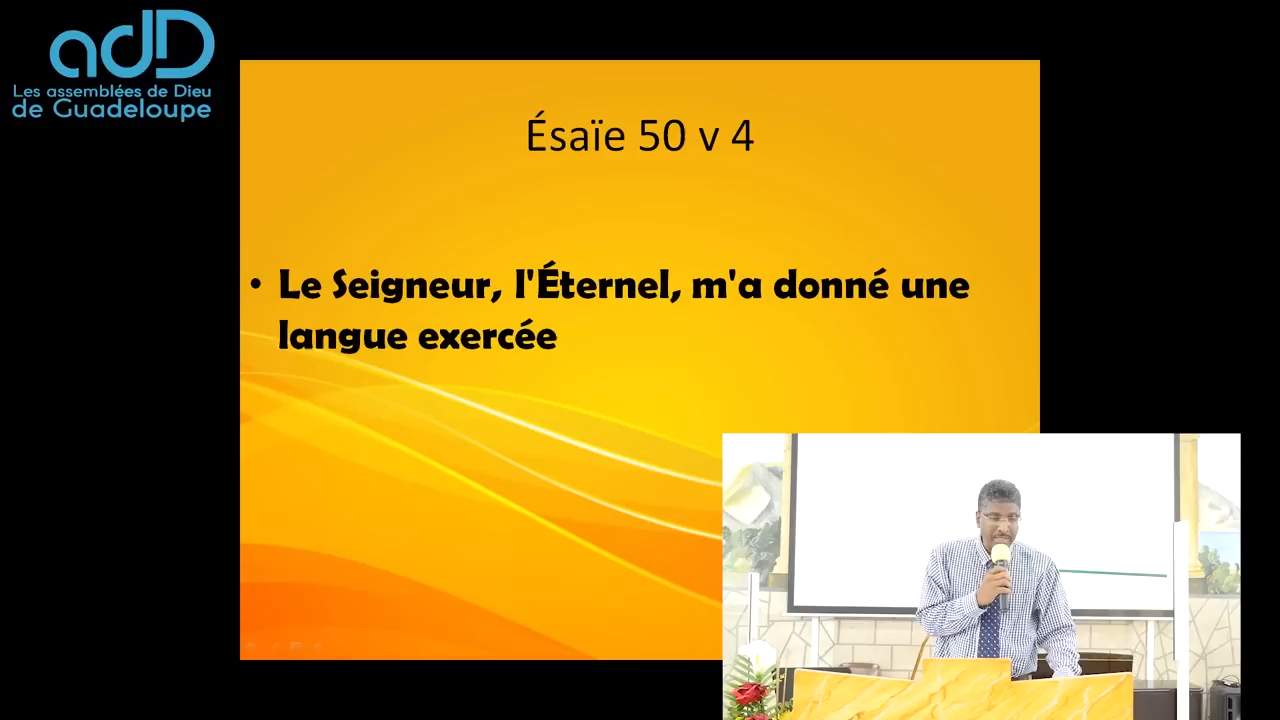 adD
Les assemblées de Dieu
de Guadeloupe
Ésaïe 50 v 4
• Le Seigneur, l'Éternel, m'a donné une
langue exercée